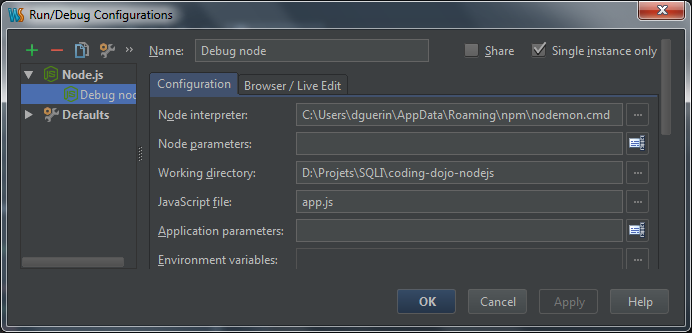 WS Run/Debug Configurations
Name: Debug node Share Single instance only
Node.js
Debug nod
Defaults
Configuration Browser / Live Edit
Node interpreter: C:\Users\dguerin\AppData\Roaming\npm\nodemon.cmd
Node parameters:
Working directory: D:\Projets\SQLI\coding-dojo-nodejs
JavaScript file: app.js
Application parameters:
Environment variables:
OK Cancel Apply Help